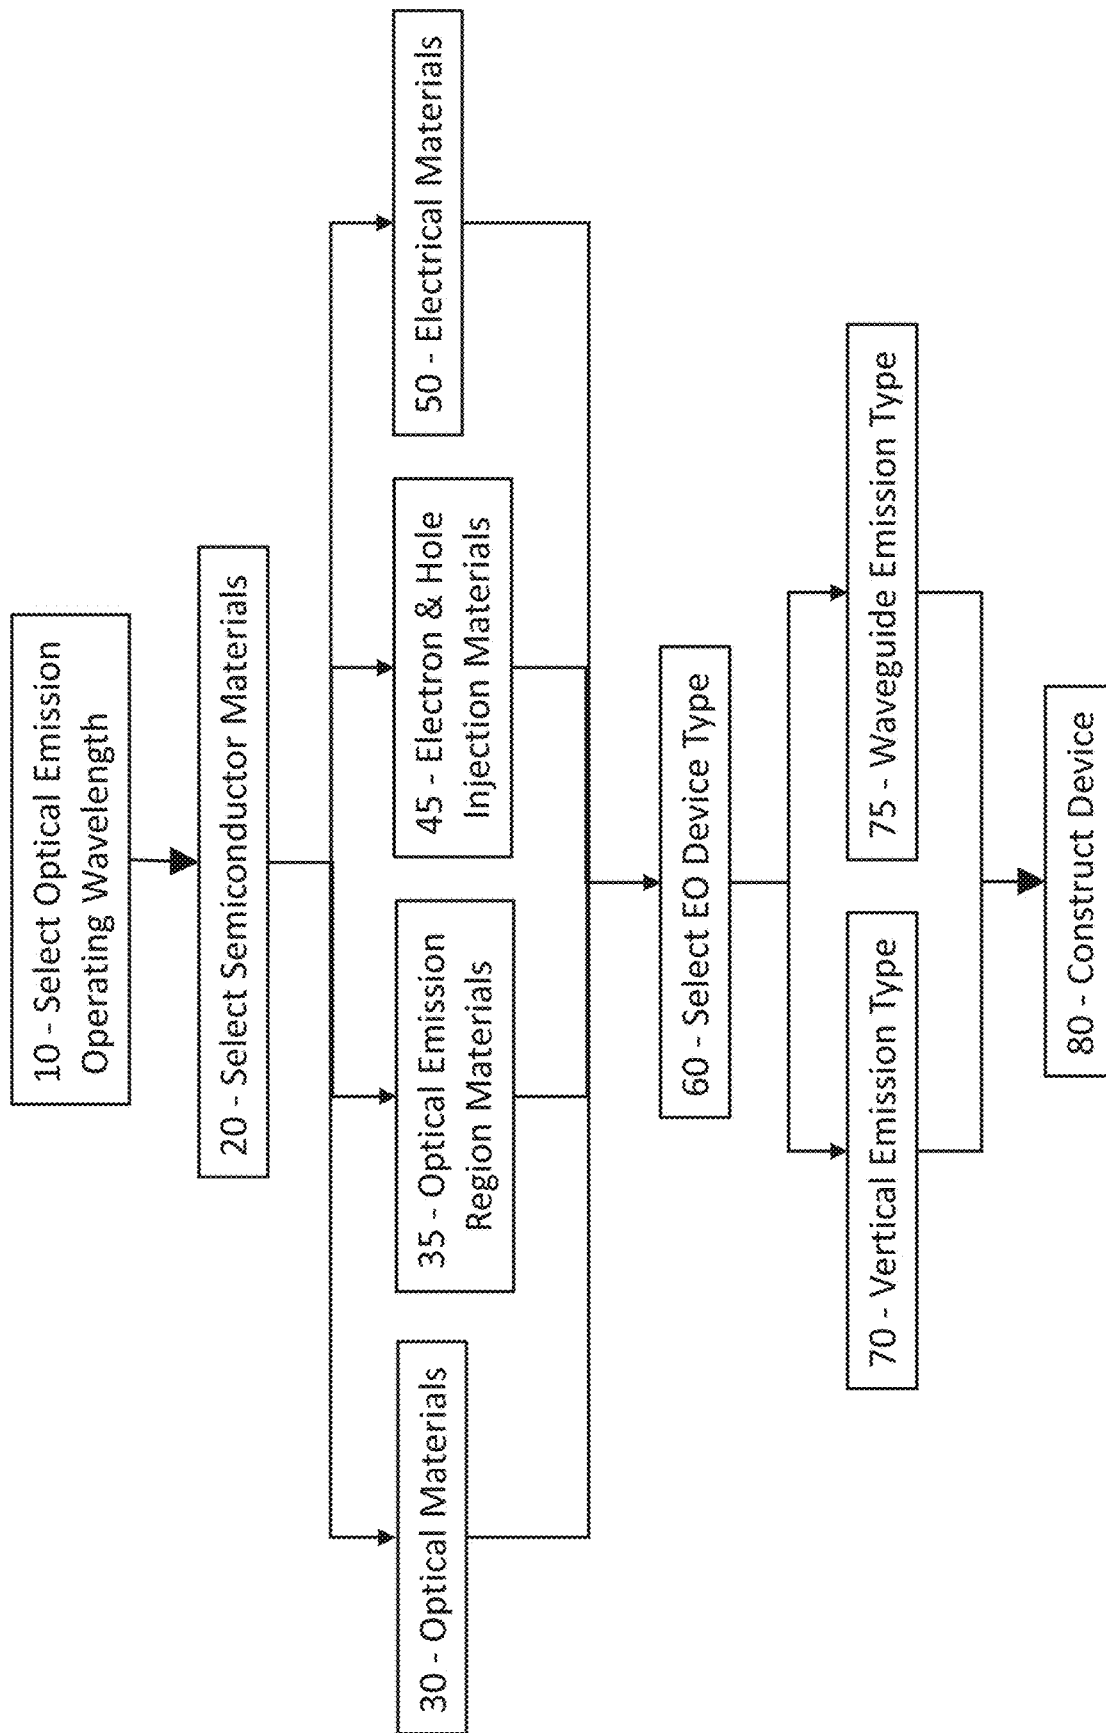 10 - Select Optical Emission
Operating Wavelength
20 - Select Semiconductor Materials
30 - Optical Materials
35 - Optical Emission
Region Materials
45 - Electron & Hole
Injection Materials
50 - Electrical Materials
60 - Select EO Device Type
70 - Vertical Emission Type
75 - Waveguide Emission Type
80 - Construct Device